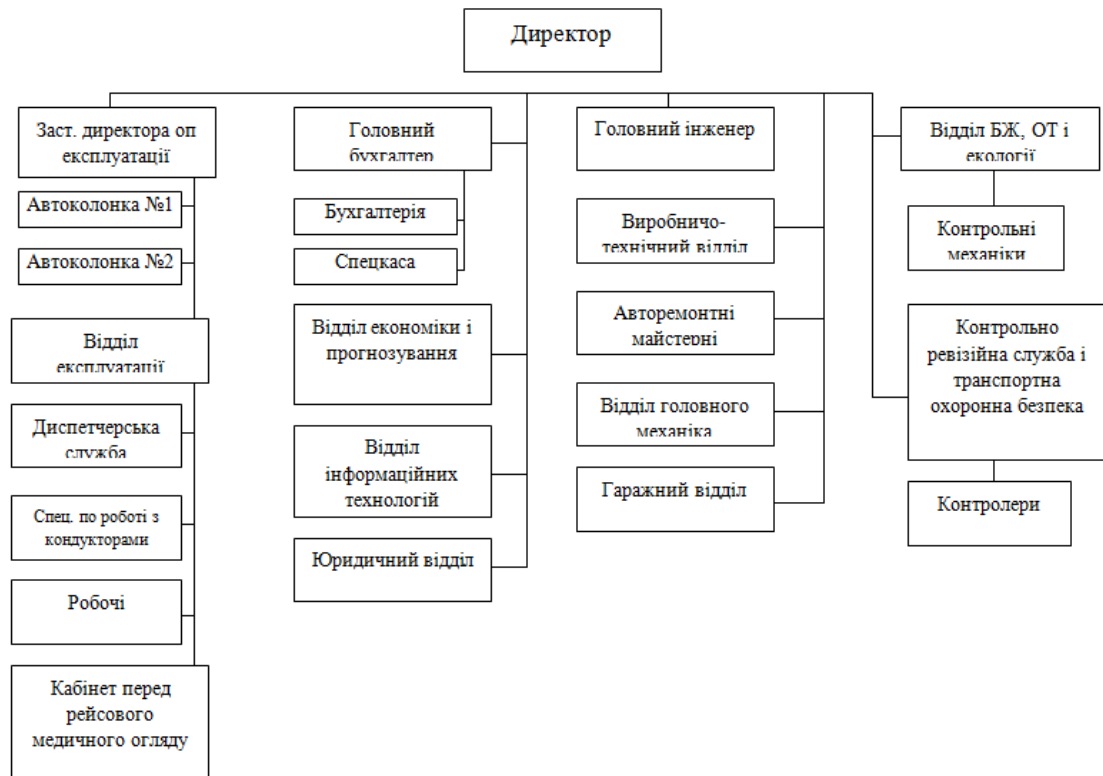 Директор
Заст. директора оп
експлуатації
Автоколонка №1
Автоколонка №2
Відділ
експлуатації
Диспетчерська
служба
Спец. по роботі з
кондукторами
Робочі
Кабінет перед
рейсового
медичного огляду
Головний
бухгалтер
Бухгалтерія
Спецкаса
Відділ економіки і
прогнозування
Відділ
інформаційних
технологій
Юридичний відділ
Головний інженер
Виробничо-
технічний відділ
Авторемонтні
майстерні
Відділ головного
механіка
Гаражний відділ
Відділ БЖ, ОТ і
екології
Контрольні
механіки
Контрольно
ревізійна служба і
транспортна
охоронна безпека
Контролери